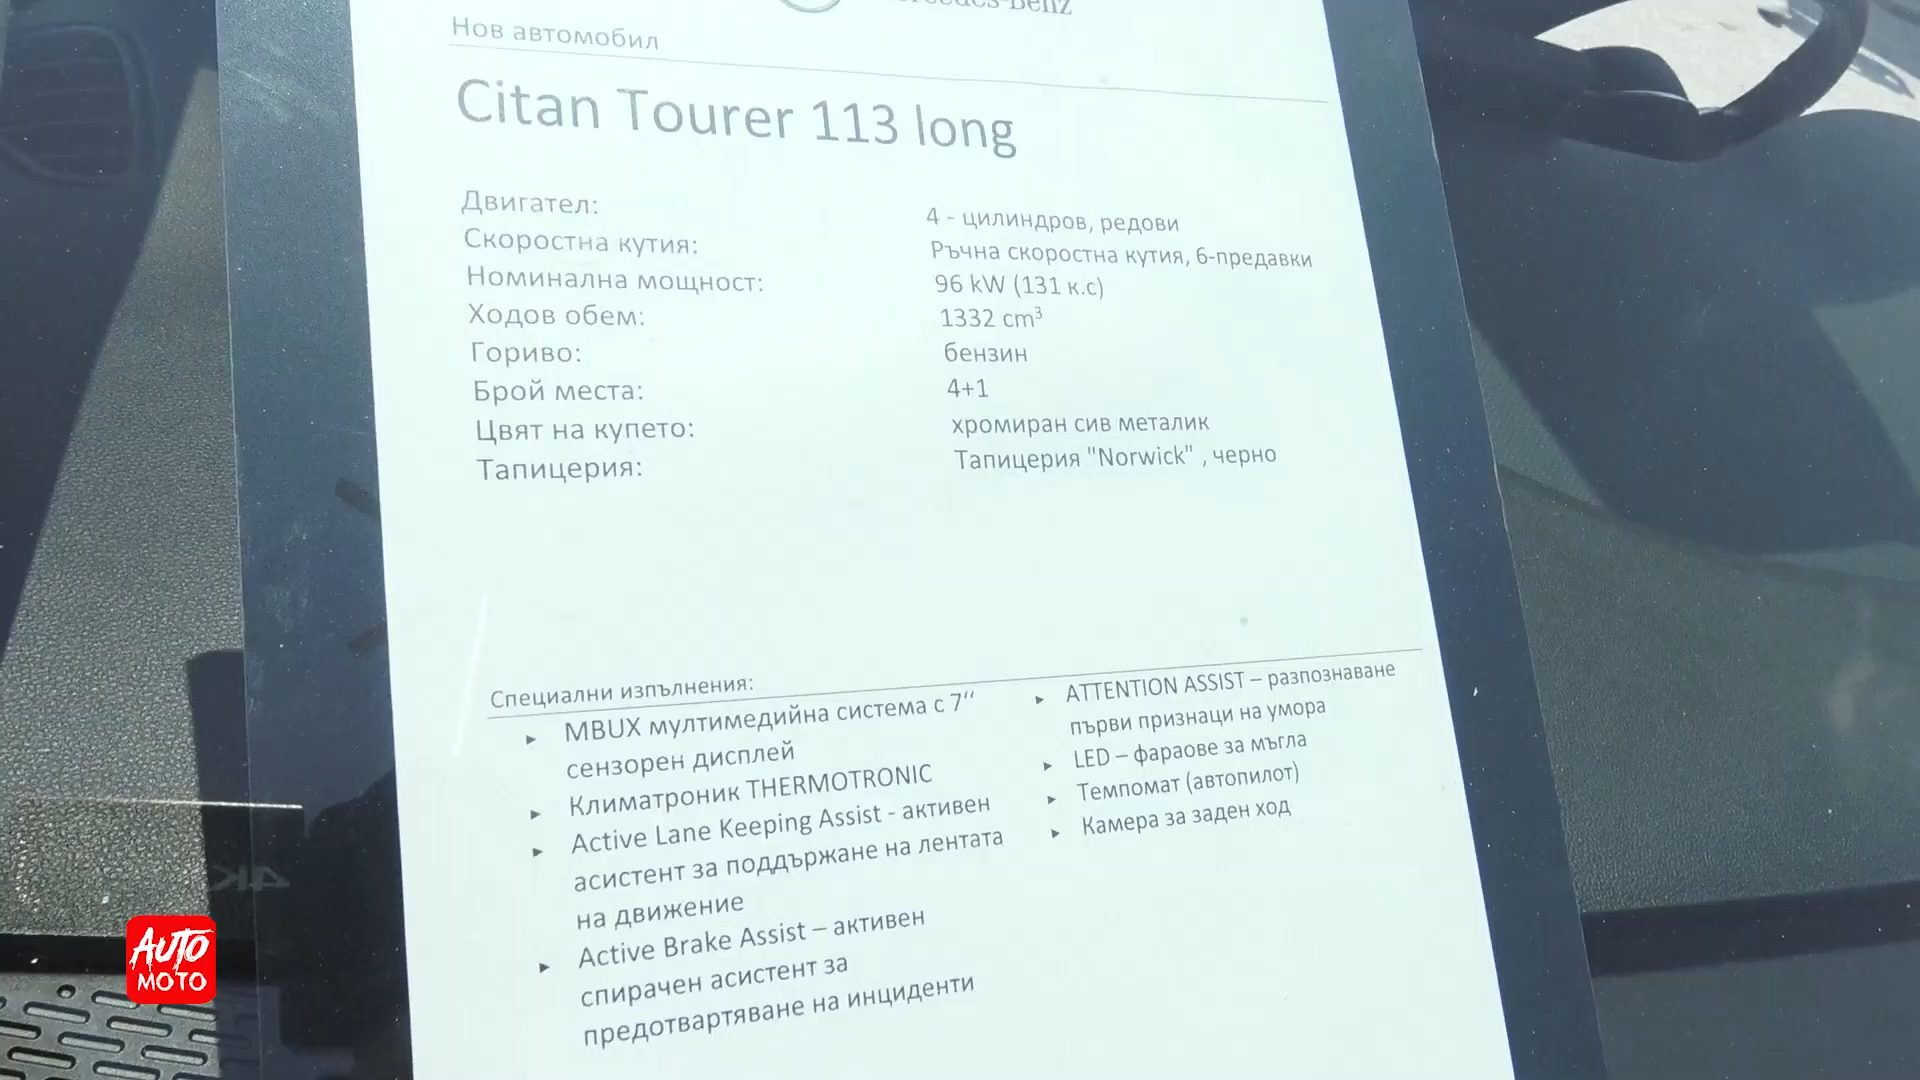 Mercedes-Benz
Нов автомобил
Citan Tourer 113 long
Двигател: 4 - цилиндров, редови
Скоростна кутия: Ръчна скоростна кутия, 6-предавки
Номинална мощност: 96 kW (131 к.с)
Ходов обем: 1332 cm³
Гориво: бензин
Брой места: 4+1
Цвят на купето: хромиран сив металик
Тапицерия: Тапицерия "Norwick" , черно
Специални изпълнения:
▸ MBUX мултимедийна система с 7‘‘
сензорен дисплей
▸ Климатроник THERMOTRONIC
▸ Active Lane Keeping Assist - активен
асистент за поддържане на лентата
на движение
▸ Active Brake Assist – активен
спирачен асистент за
предотвартяване на инциденти
▸ ATTENTION ASSIST – разпознаване
първи признаци на умора
▸ LED – фараове за мъгла
▸ Темпомат (автопилот)
▸ Камера за заден ход
4K
AUTO
MOTO